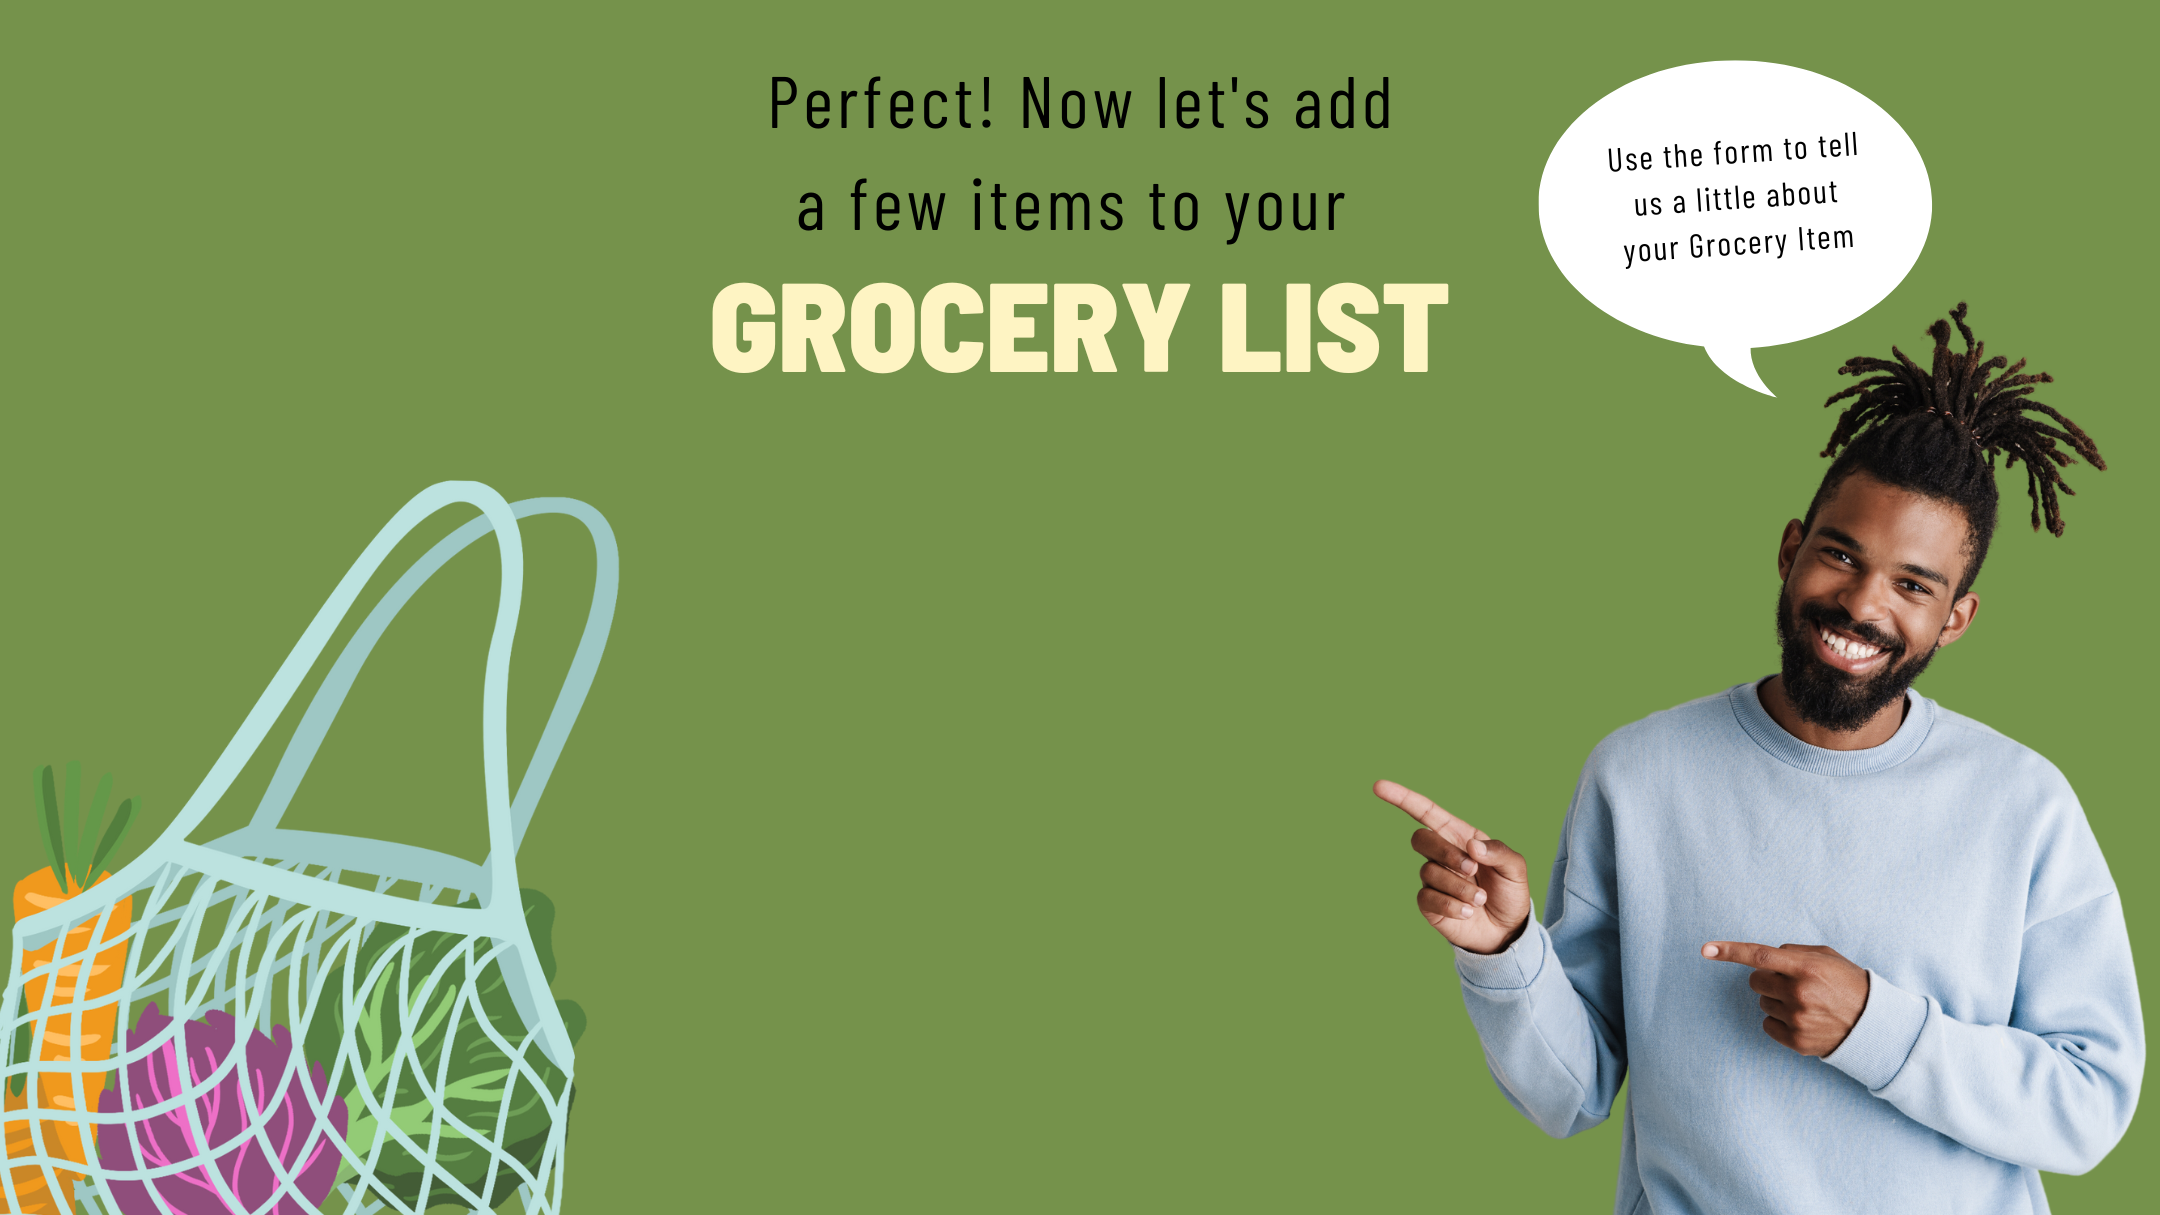 Perfect! Now let's add
a few items to your
GROCERY LIST
Use the form to tell
us a little about
your Grocery Item